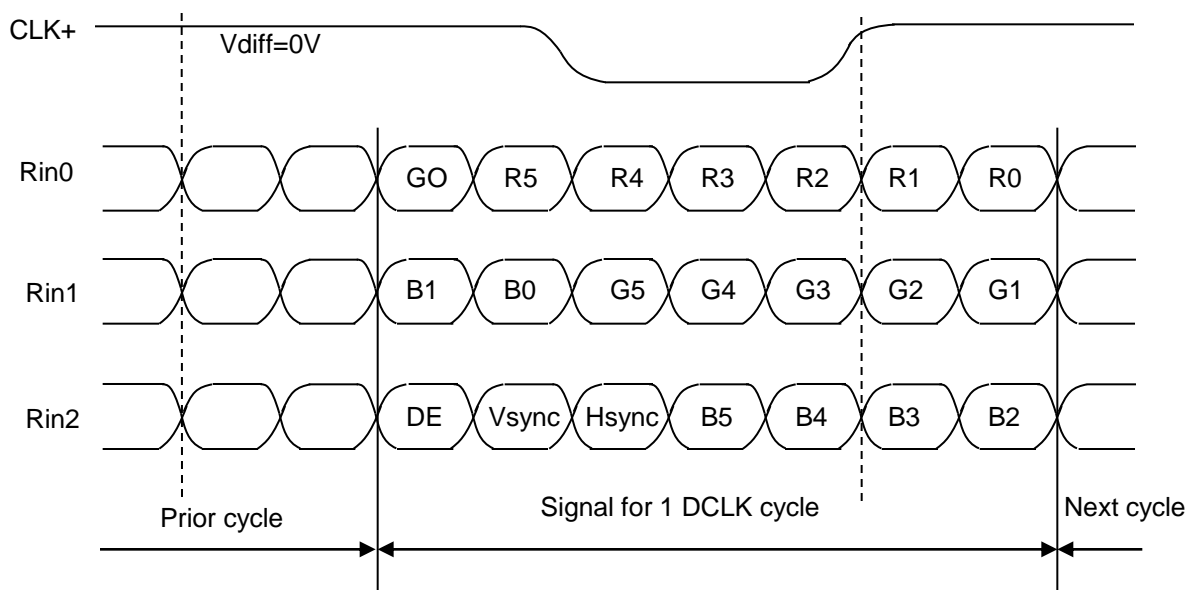 CLK+
Vdiff=0V
Rin0 GO R5 R4 R3 R2 R1 R0
Rin1 B1 B0 G5 G4 G3 G2 G1
Rin2 DE Vsync Hsync B5 B4 B3 B2
Prior cycle Signal for 1 DCLK cycle Next cycle